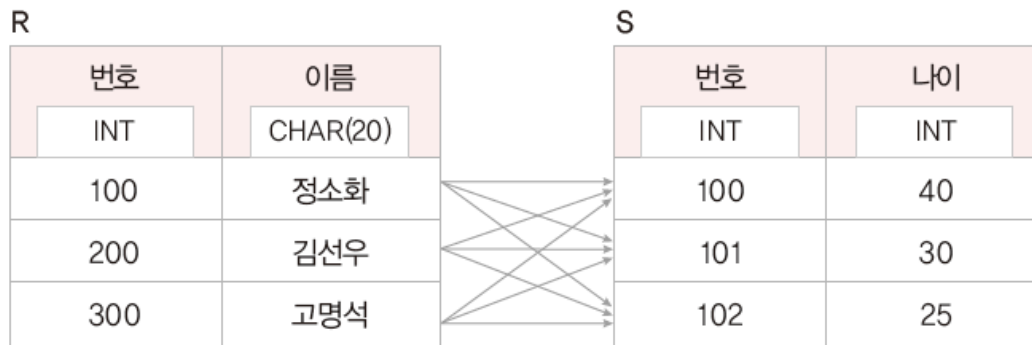 R S
번호 이름 번호 나이
INT CHAR(20) INT INT
100 정소화 100 40
200 김선우 101 30
300 고명석 102 25